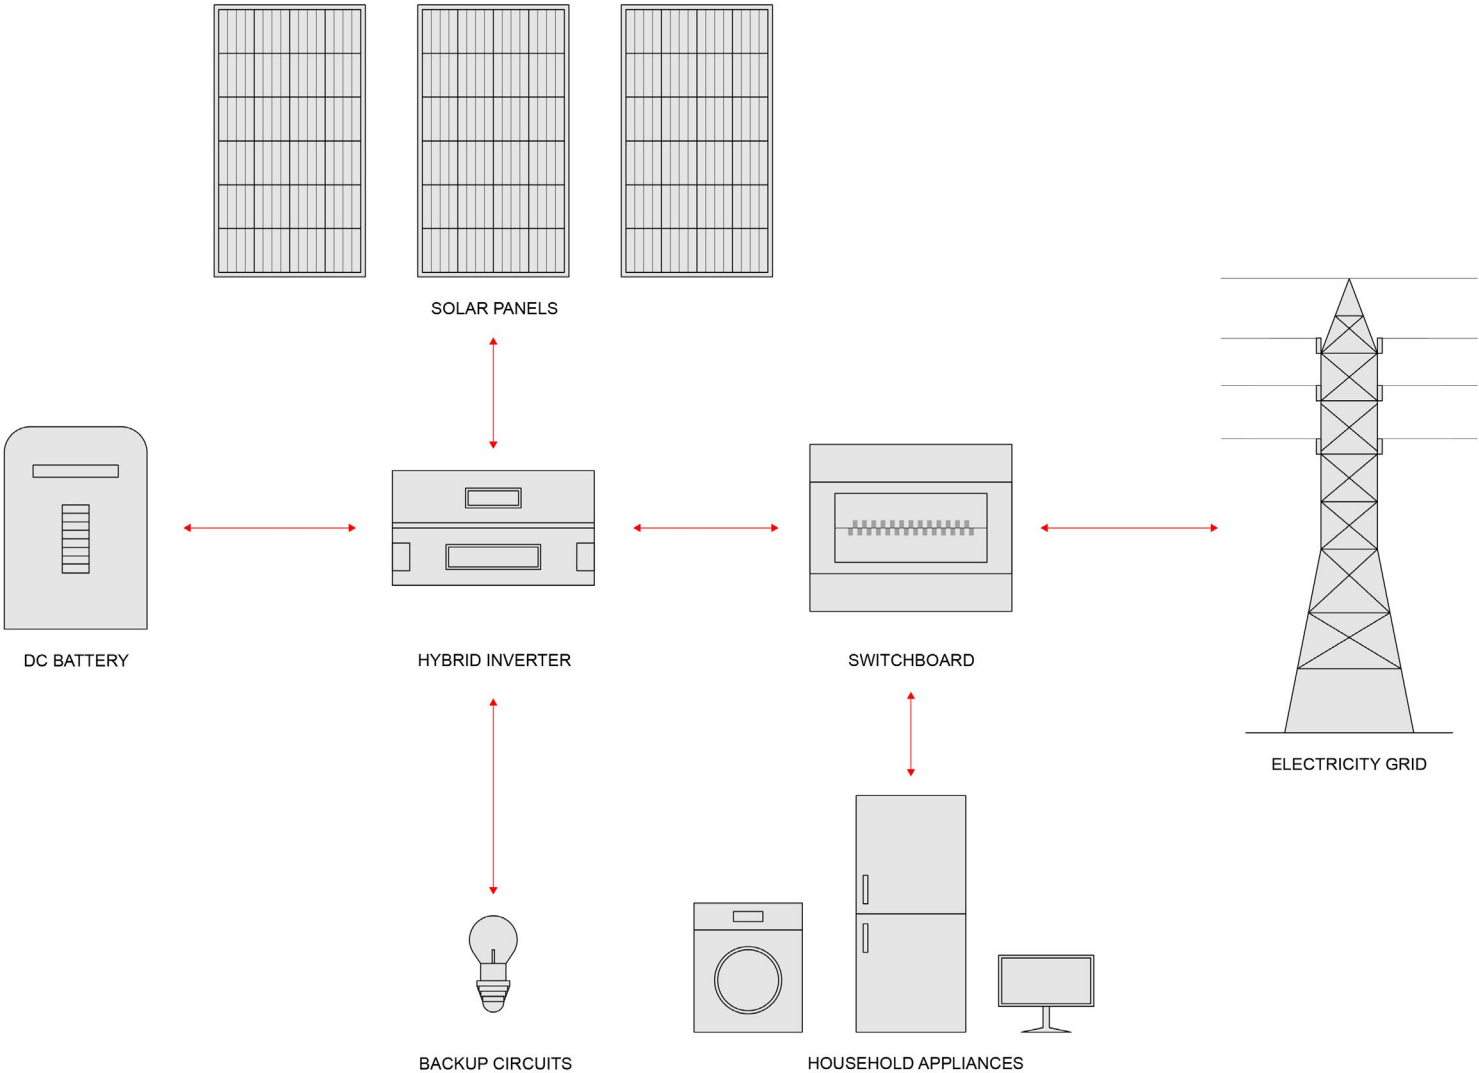 SOLAR PANELS
DC BATTERY
HYBRID INVERTER
SWITCHBOARD
ELECTRICITY GRID
BACKUP CIRCUITS
HOUSEHOLD APPLIANCES